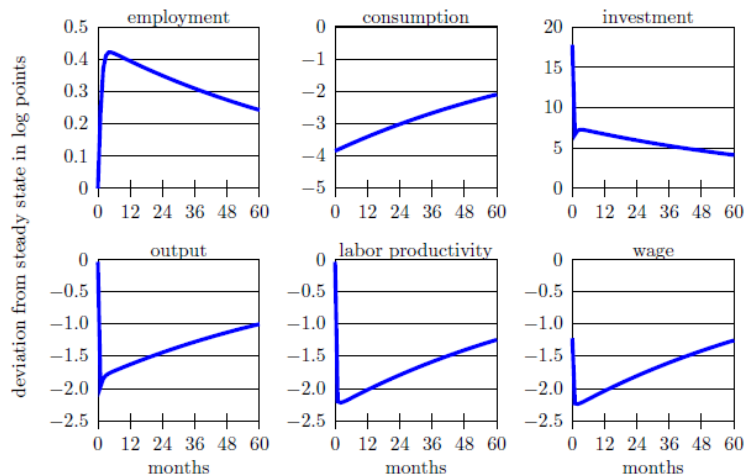 deviation from steady state in log points
employment
0.5
0.4
0.3
0.2
0.1
0
0 12 24 36 48 60
consumption
−0
−1
−2
−3
−4
−5
0 12 24 36 48 60
investment
20
15
10
5
0
0 12 24 36 48 60
output
0
−0.5
−1.0
−1.5
−2.0
−2.5
0 12 24 36 48 60
months
labor productivity
0
−0.5
−1.0
−1.5
−2.0
−2.5
0 12 24 36 48 60
months
wage
0
−0.5
−1.0
−1.5
−2.0
−2.5
0 12 24 36 48 60
months